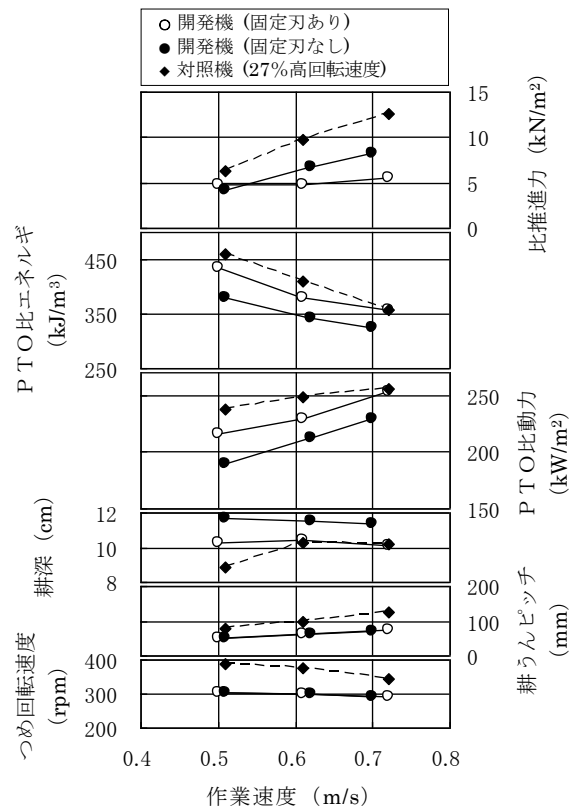 ○ 開発機 (固定刃あり)
● 開発機 (固定刃なし)
◆ 対照機 (27%高回転速度)
15
10
5
0
比推進力 (kN/m²)
450
350
250
ＰＴＯ比エネルギ
(kJ/m³)
250
200
150
ＰＴＯ比動力
(kW/m²)
12
10
8
耕深 (cm)
200
100
0
耕うんピッチ
(mm)
400
300
200
つめ回転速度
(rpm)
0.4 0.5 0.6 0.7 0.8
作業速度 (m/s)